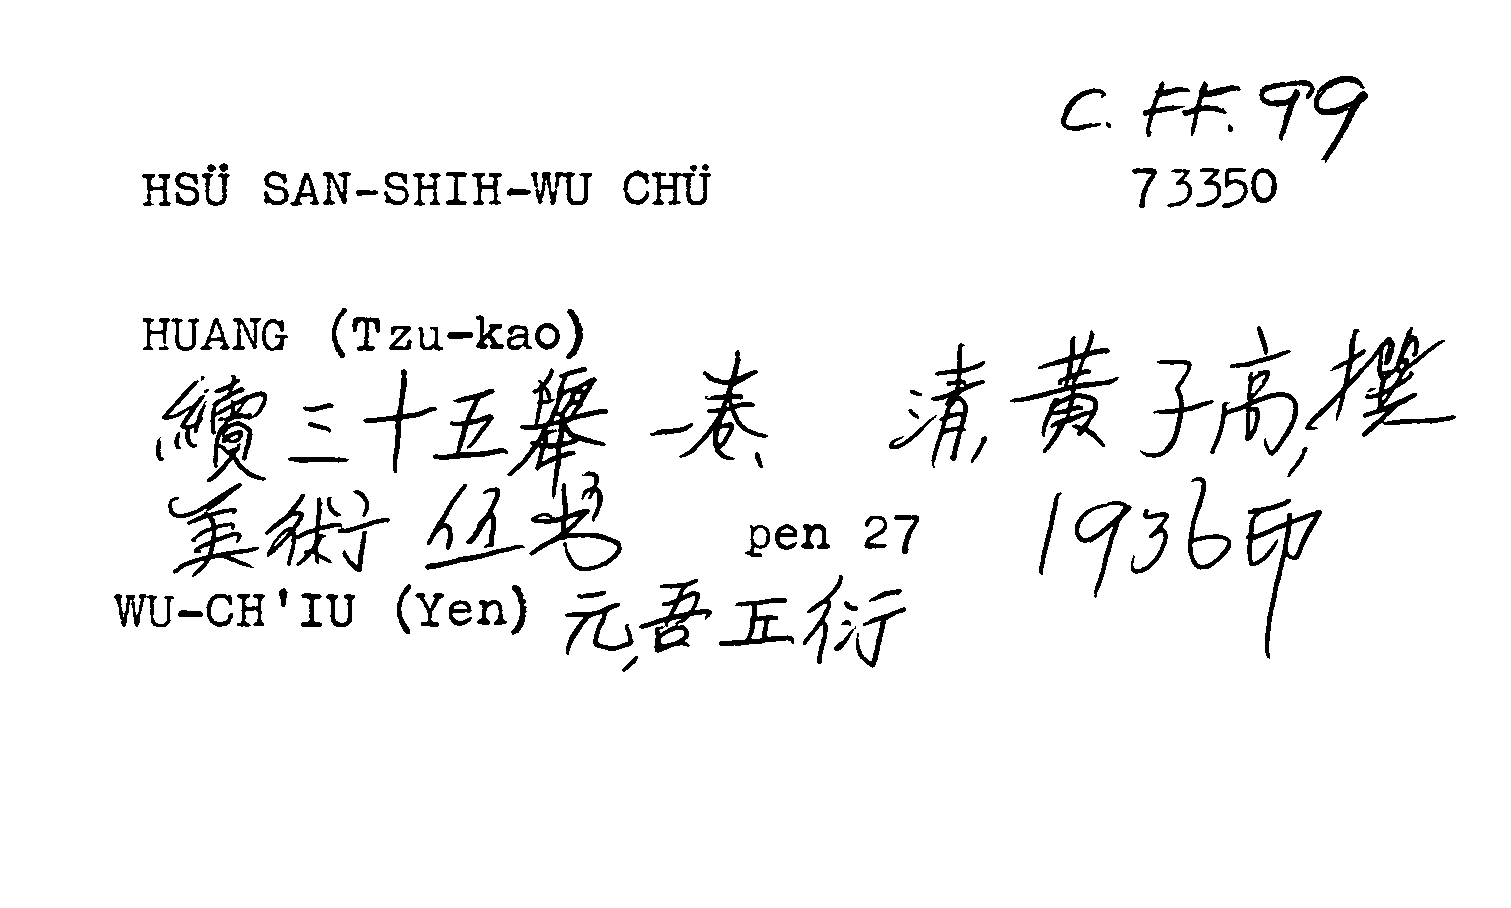 C. FF. 99
HSÜ SAN-SHIH-WU CHÜ 73350
HUANG (Tzu-kao)
續三十五舉 一卷、 清,黃子高,撰
美術丛书 pen 27 1936印
WU-CH'IU (Yen) 元,吾丘衍